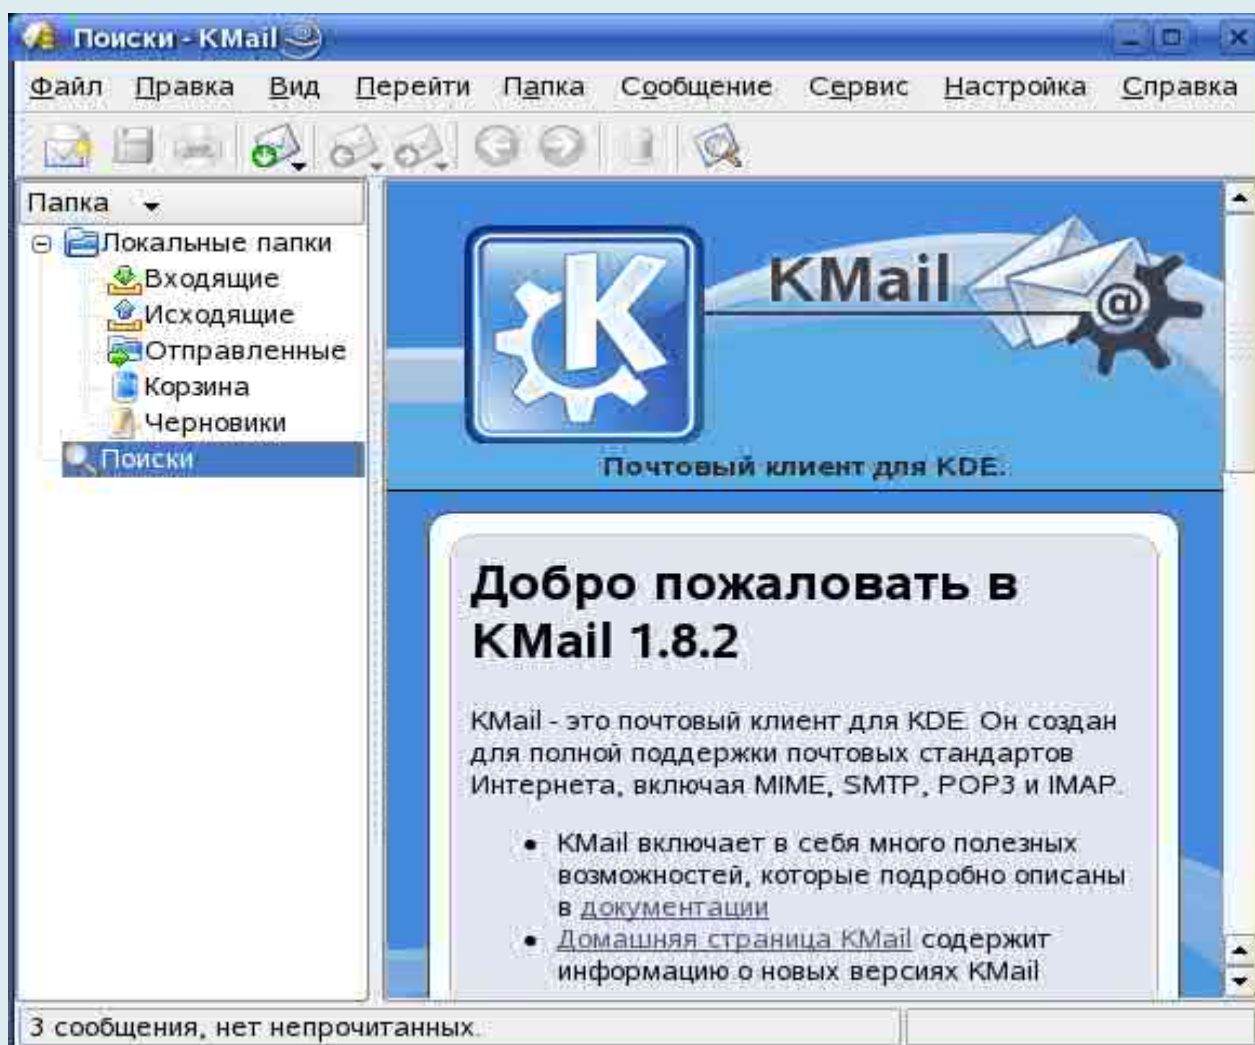 Поиски - KMail
Файл Правка Вид Перейти Папка Сообщение Сервис Настройка Справка
Папка
Локальные папки
Входящие
Исходящие
Отправленные
Корзина
Черновики
Поиски
KMail
Почтовый клиент для KDE.
Добро пожаловать в
KMail 1.8.2
KMail - это почтовый клиент для KDE. Он создан
для полной поддержки почтовых стандартов
Интернета, включая MIME, SMTP, POP3 и IMAP.
• KMail включает в себя много полезных
возможностей, которые подробно описаны
в документации
• Домашняя страница KMail содержит
информацию о новых версиях KMail
3 сообщения, нет непрочитанных.